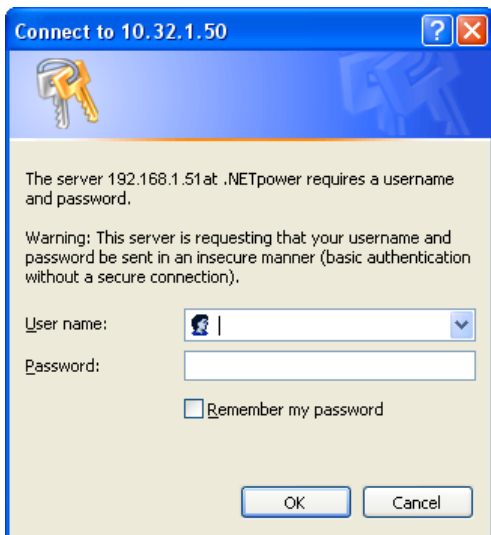 Connect to 10.32.1.50
The server 192.168.1.51at .NETpower requires a username
and password.
Warning: This server is requesting that your username and
password be sent in an insecure manner (basic authentication
without a secure connection).
User name:
Password:
Remember my password
OK
Cancel